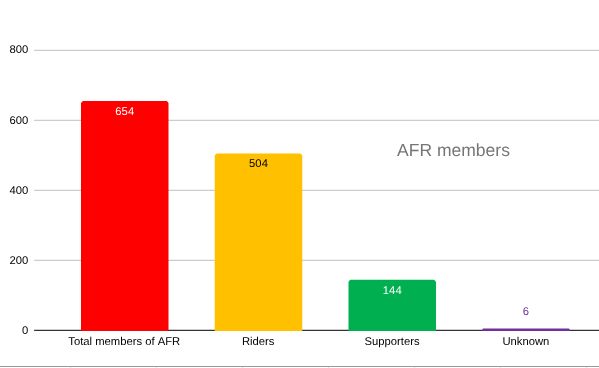 800
600
400
200
0
654
504
144
6
AFR members
Total members of AFR
Riders
Supporters
Unknown